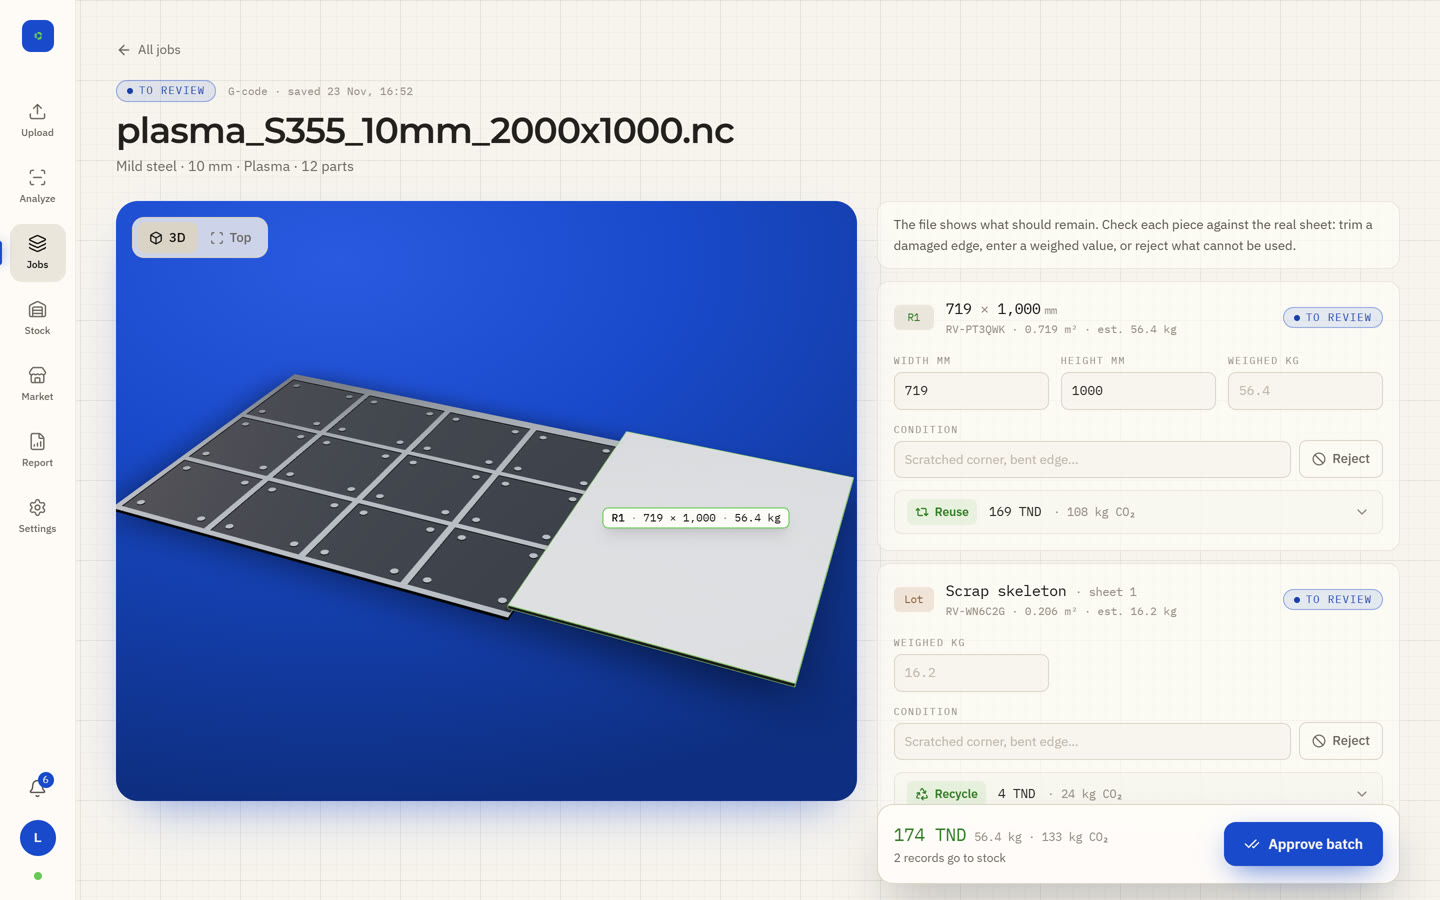 All jobs
TO REVIEW G-code · saved 23 Nov, 16:52
plasma_S355_10mm_2000x1000.nc
Mild steel · 10 mm · Plasma · 12 parts
Upload
Analyze
Jobs
Stock
Market
Report
Settings
6
L
3D Top
R1 · 719 × 1,000 · 56.4 kg
The file shows what should remain. Check each piece against the real sheet: trim a
damaged edge, enter a weighed value, or reject what cannot be used.
R1 719 × 1,000 mm TO REVIEW
RV-PT3QWK · 0.719 m² · est. 56.4 kg
WIDTH MM HEIGHT MM WEIGHED KG
719 1000 56.4
CONDITION
Scratched corner, bent edge… Reject
Reuse 169 TND · 108 kg CO₂
Lot Scrap skeleton · sheet 1 TO REVIEW
RV-WN6C2G · 0.206 m² · est. 16.2 kg
WEIGHED KG
16.2
CONDITION
Scratched corner, bent edge… Reject
Recycle 4 TND · 24 kg CO₂
174 TND 56.4 kg · 133 kg CO₂
2 records go to stock
Approve batch